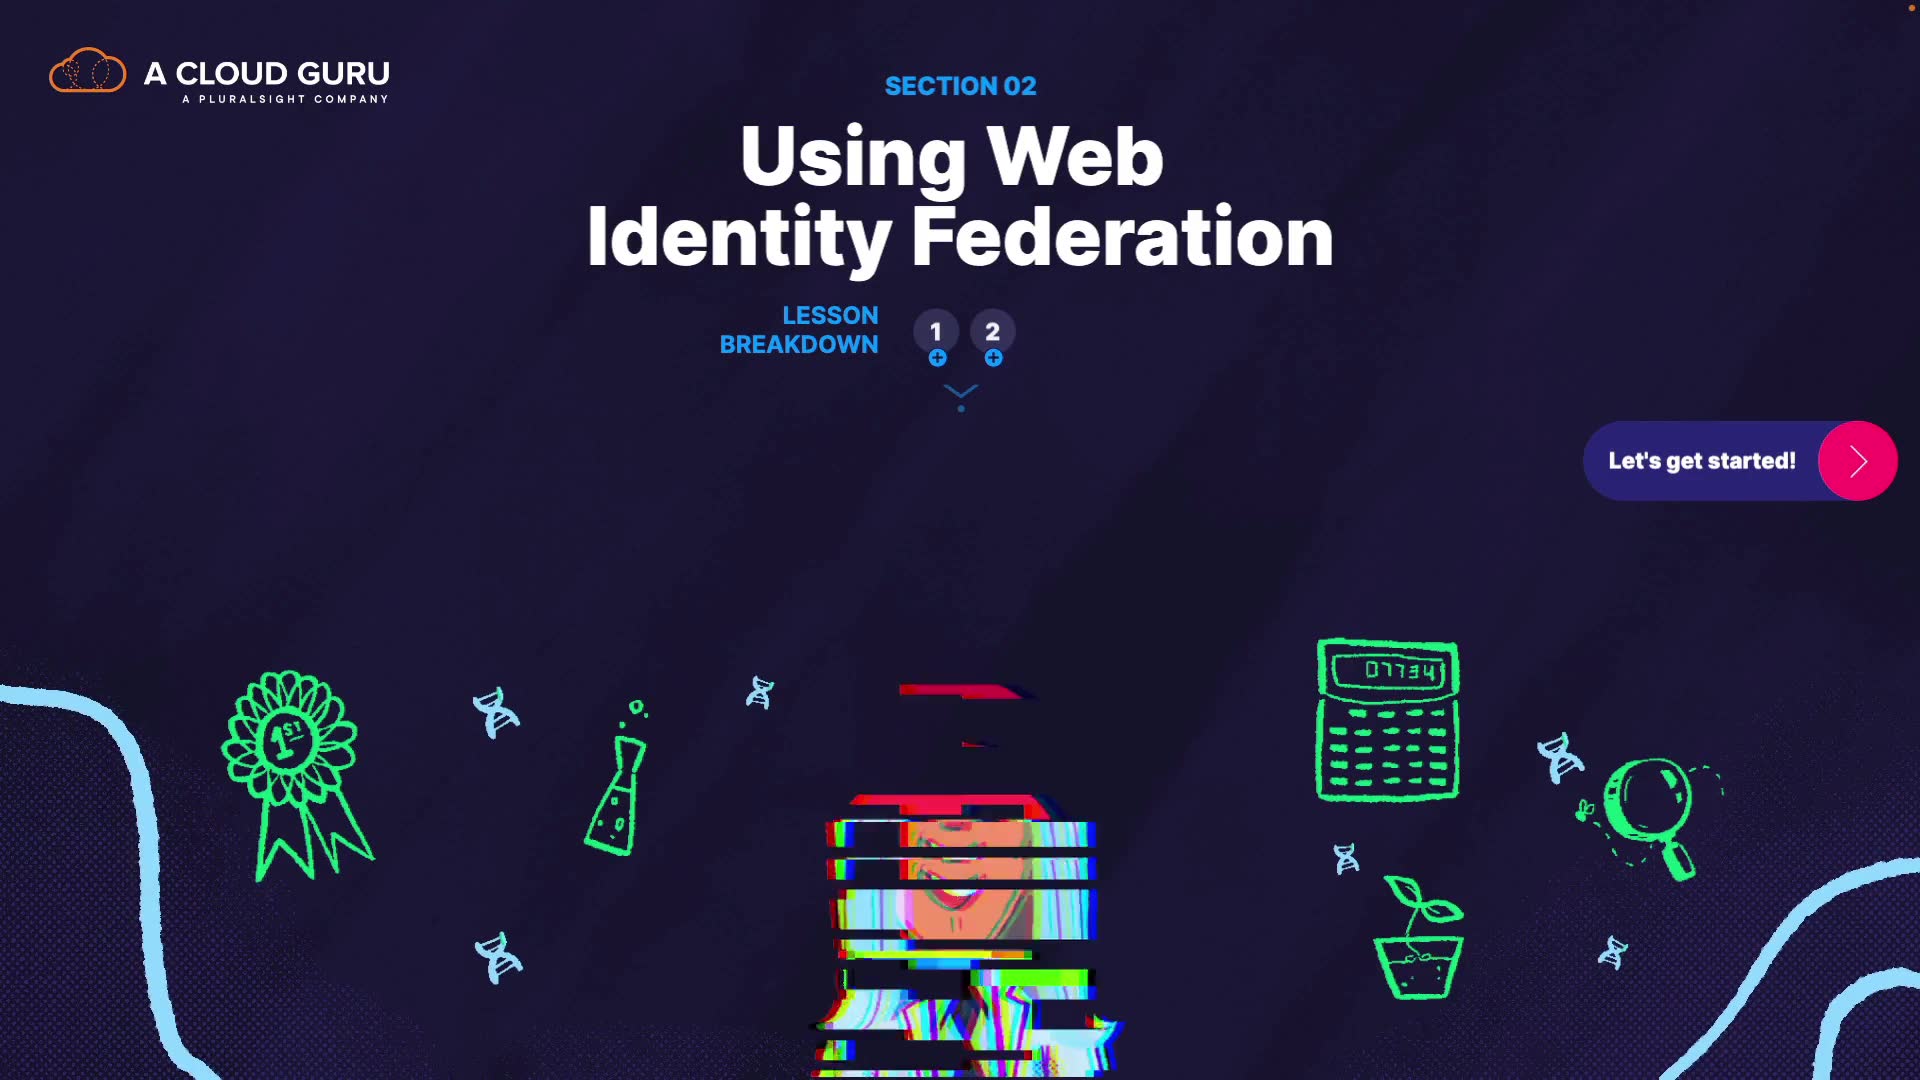 A CLOUD GURU
A PLURALSIGHT COMPANY
SECTION 02
Using Web
Identity Federation
LESSON
BREAKDOWN
1 2
Let's get started!
07734
1ST